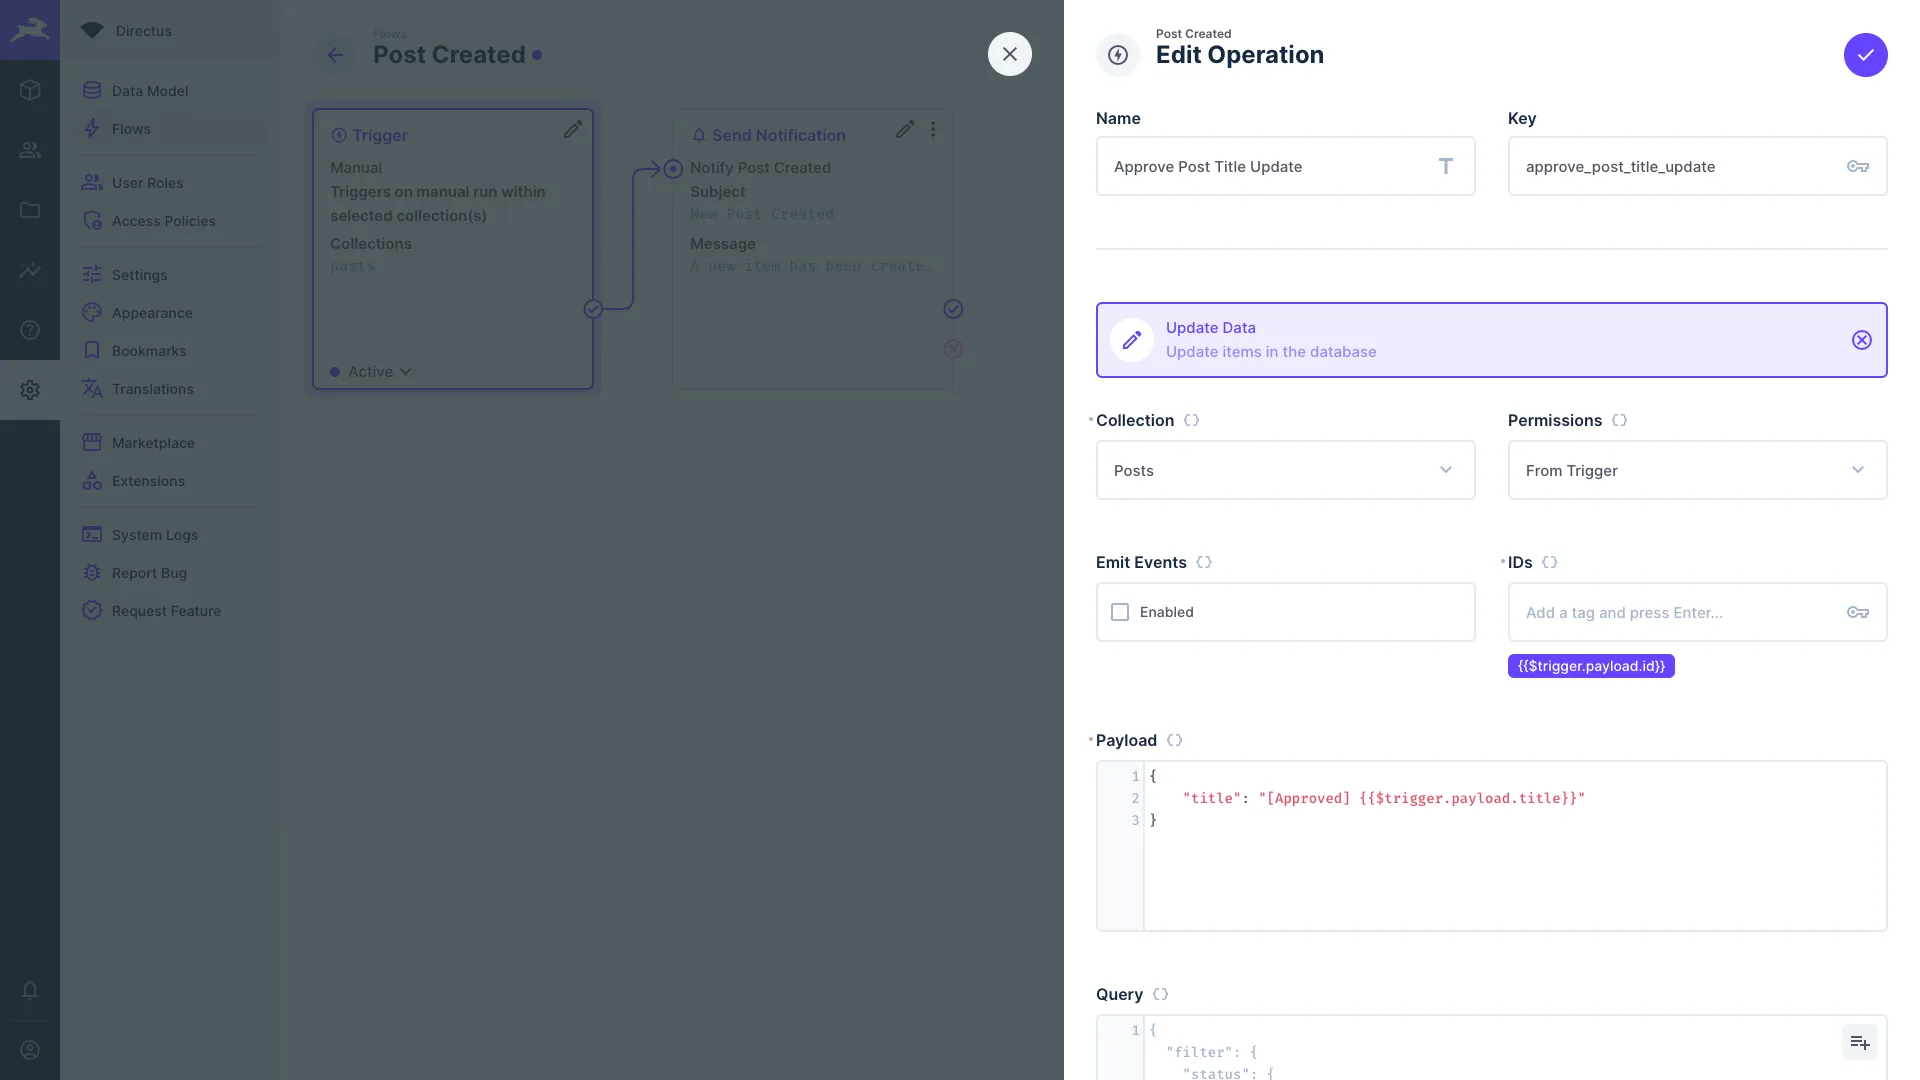 Directus
Data Model
Flows
User Roles
Access Policies
Settings
Appearance
Bookmarks
Translations
Marketplace
Extensions
System Logs
Report Bug
Request Feature
Flows
Post Created
Trigger
Manual
Triggers on manual run within
selected collection(s)
Collections
posts
Active
Send Notification
Notify Post Created
Subject
New Post Created
Message
A new item has been create…
Post Created
Edit Operation
Name
Approve Post Title Update
Key
approve_post_title_update
Update Data
Update items in the database
Collection
Posts
Permissions
From Trigger
Emit Events
Enabled
IDs
Add a tag and press Enter...
{{$trigger.payload.id}}
Payload
1 {
2 "title": "[Approved] {{$trigger.payload.title}}"
3 }
Query
1 {
"filter": {
"status": {